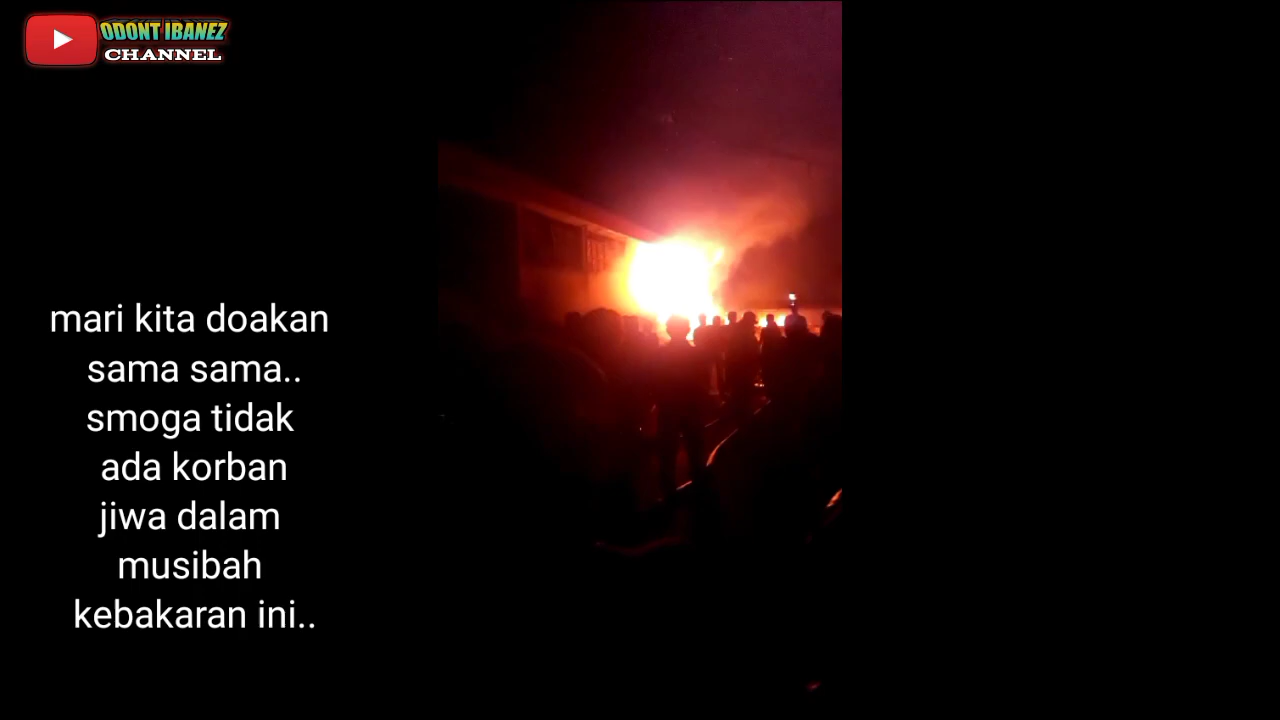 ODONT IBANEZ
CHANNEL
mari kita doakan
sama sama..
smoga tidak
ada korban
jiwa dalam
musibah
kebakaran ini..